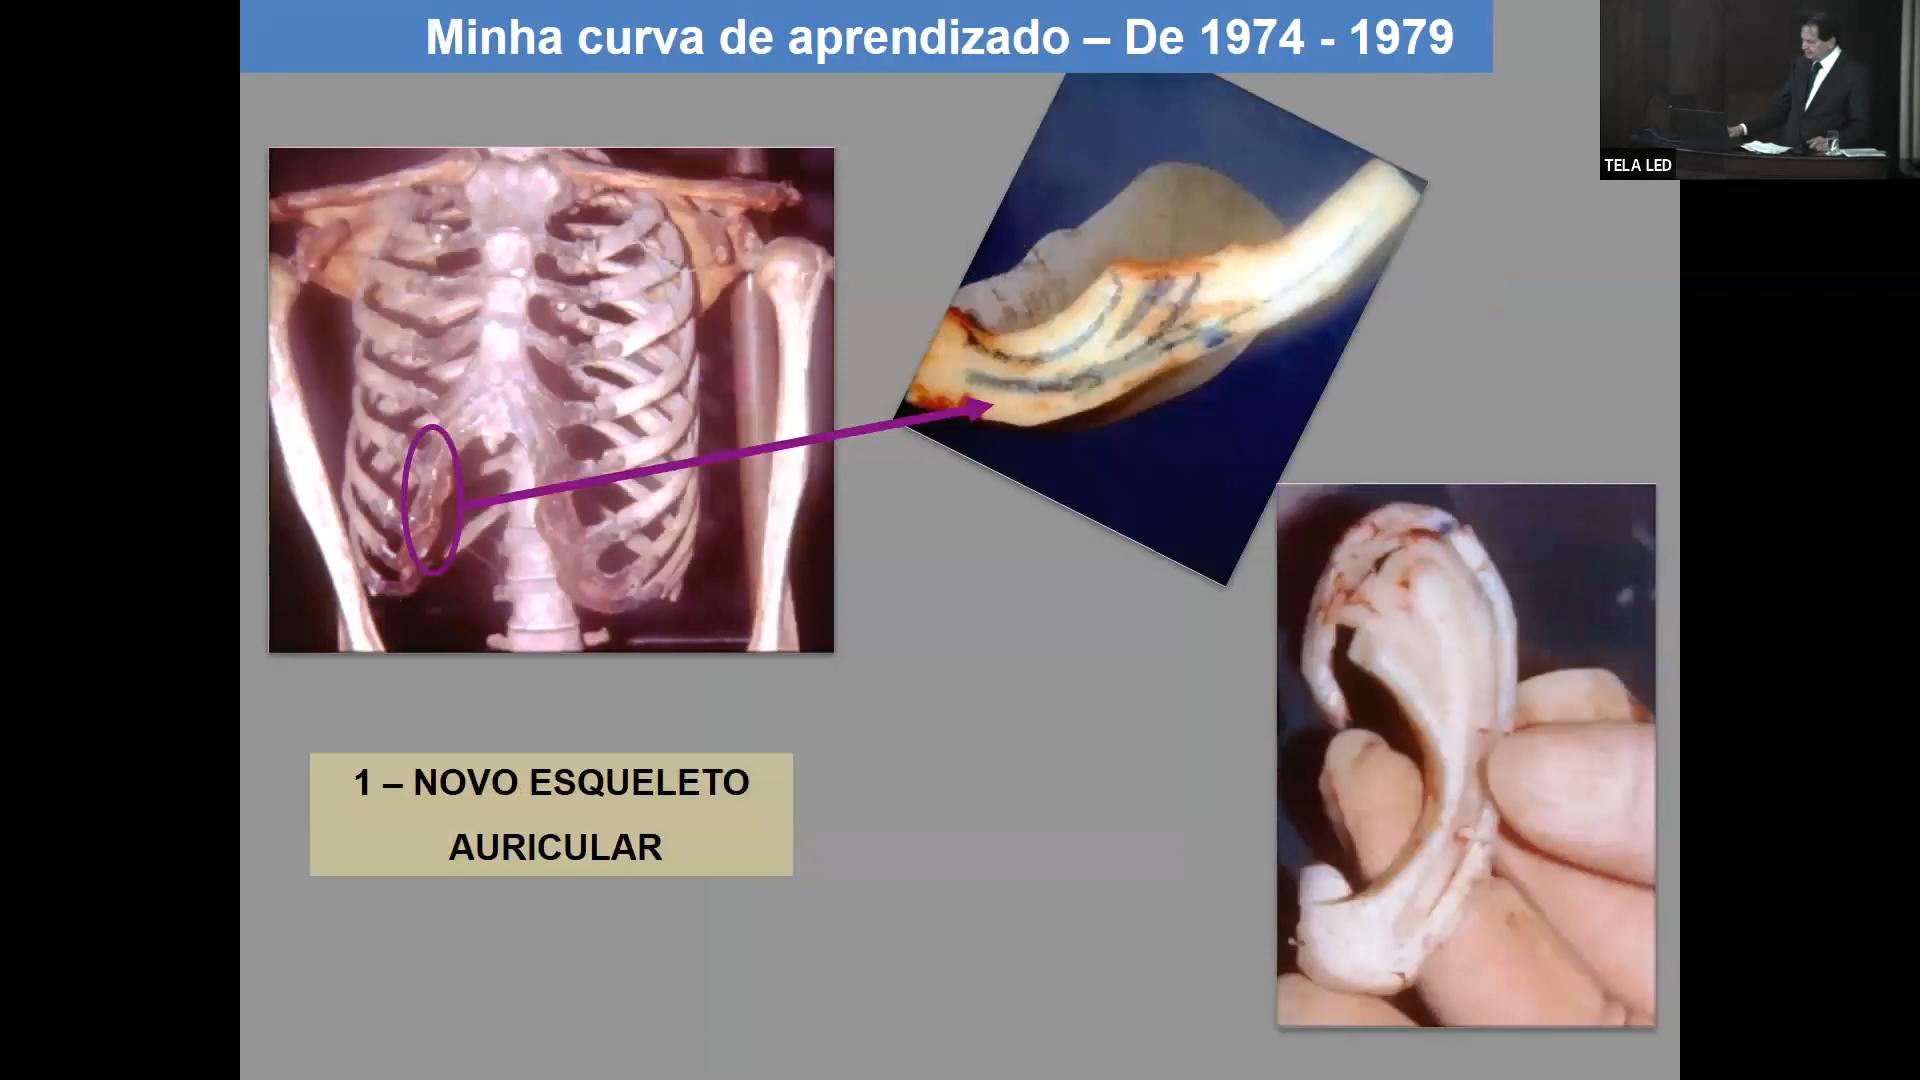 Minha curva de aprendizado – De 1974 - 1979
TELA LED
1 – NOVO ESQUELETO
AURICULAR